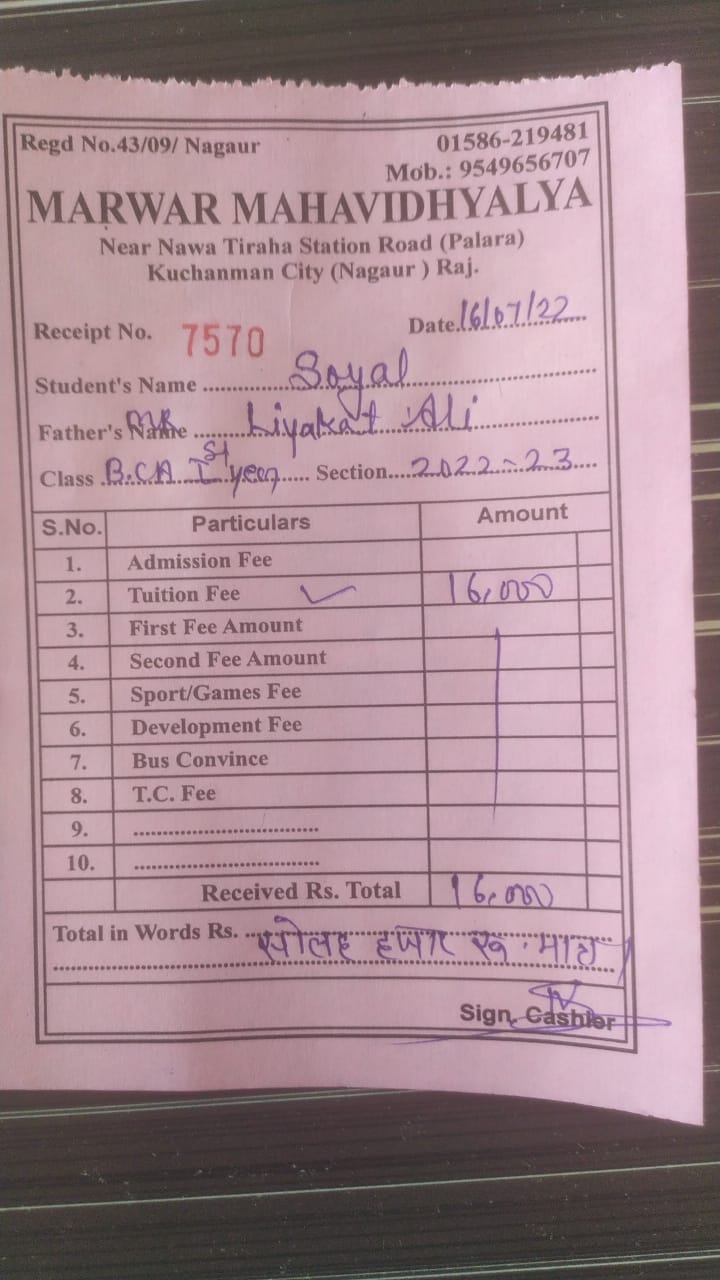 Regd No.43/09/ Nagaur 01586-219481
Mob.: 9549656707
MARWAR MAHAVIDHYALYA
Near Nawa Tiraha Station Road (Palara)
Kuchanman City (Nagaur ) Raj.
Receipt No. 7570 Date. 16/07/22
Student's Name Soyal
Father's Name MR Liyakat Ali
Class B.CA Ist year Section 2022-23
S.No. Particulars Amount
1. Admission Fee
2. Tuition Fee ✓ 16,000
3. First Fee Amount
4. Second Fee Amount
5. Sport/Games Fee
6. Development Fee
7. Bus Convince
8. T.C. Fee
9.
10.
Received Rs. Total 16,000
Total in Words Rs. सोलह हजार रू. मात्र
Sign. Cashier